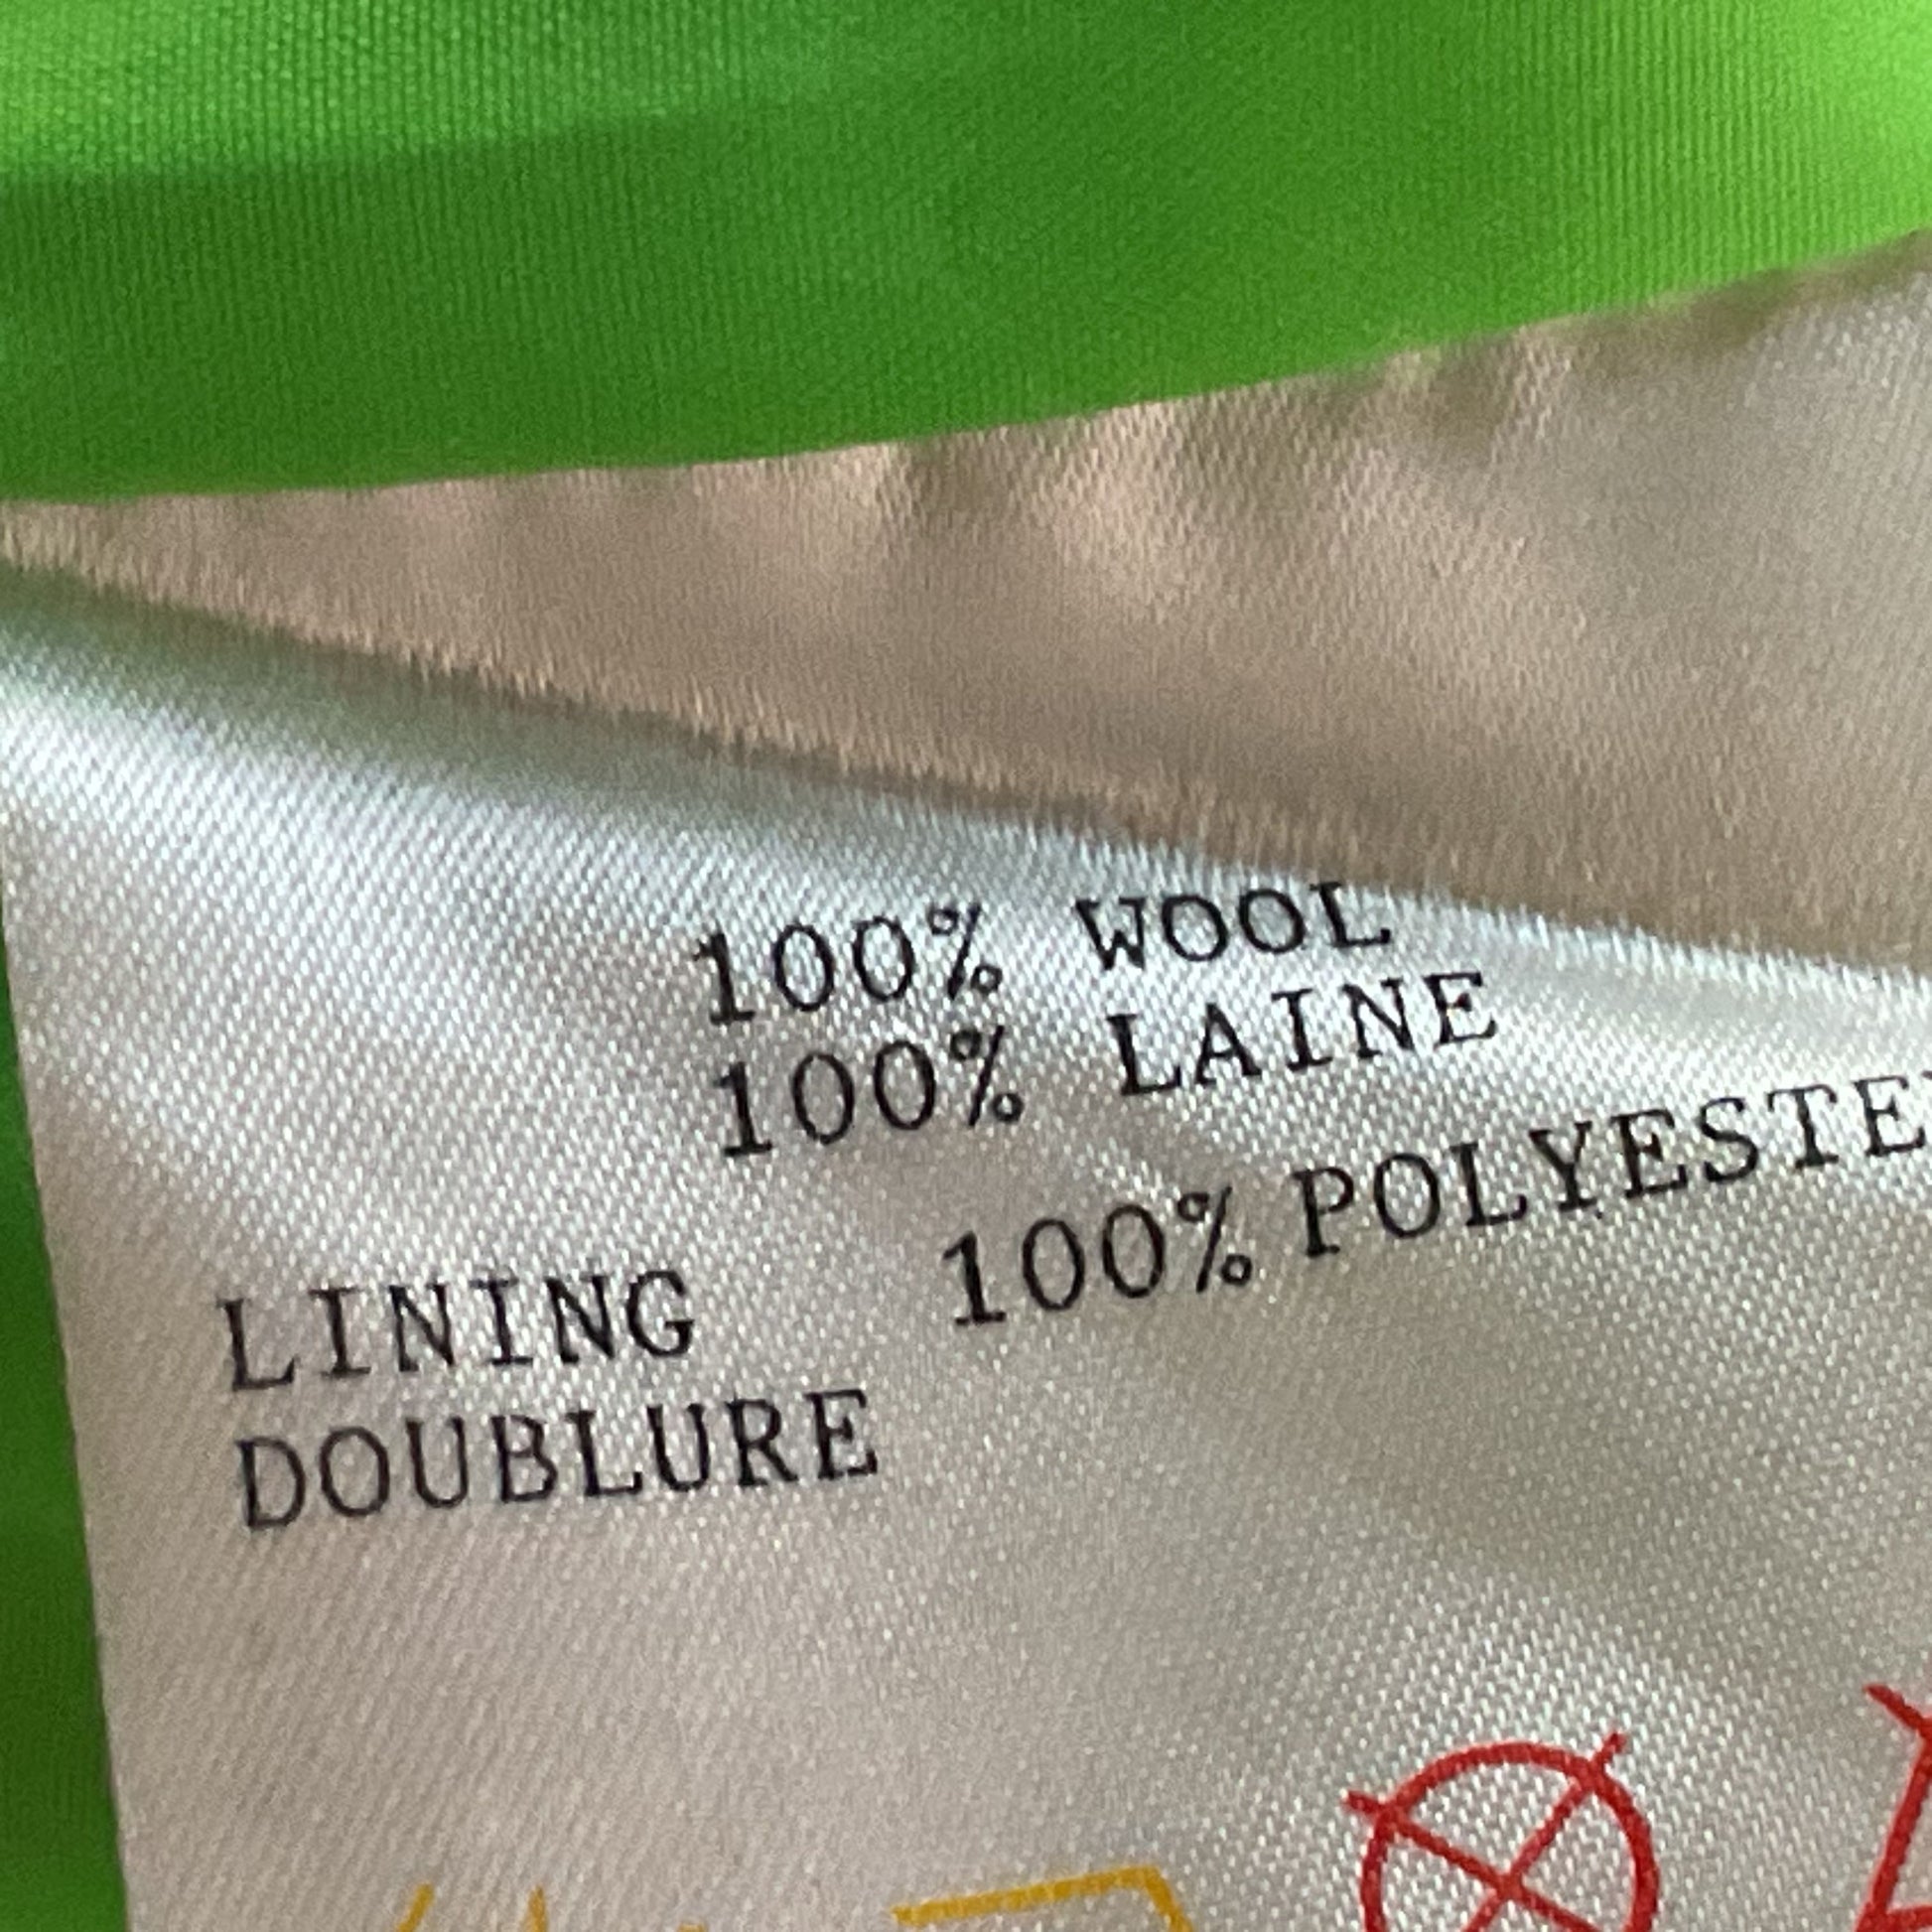 100% WOOL
100% LAINE
100% POLYESTE
LINING
DOUBLURE